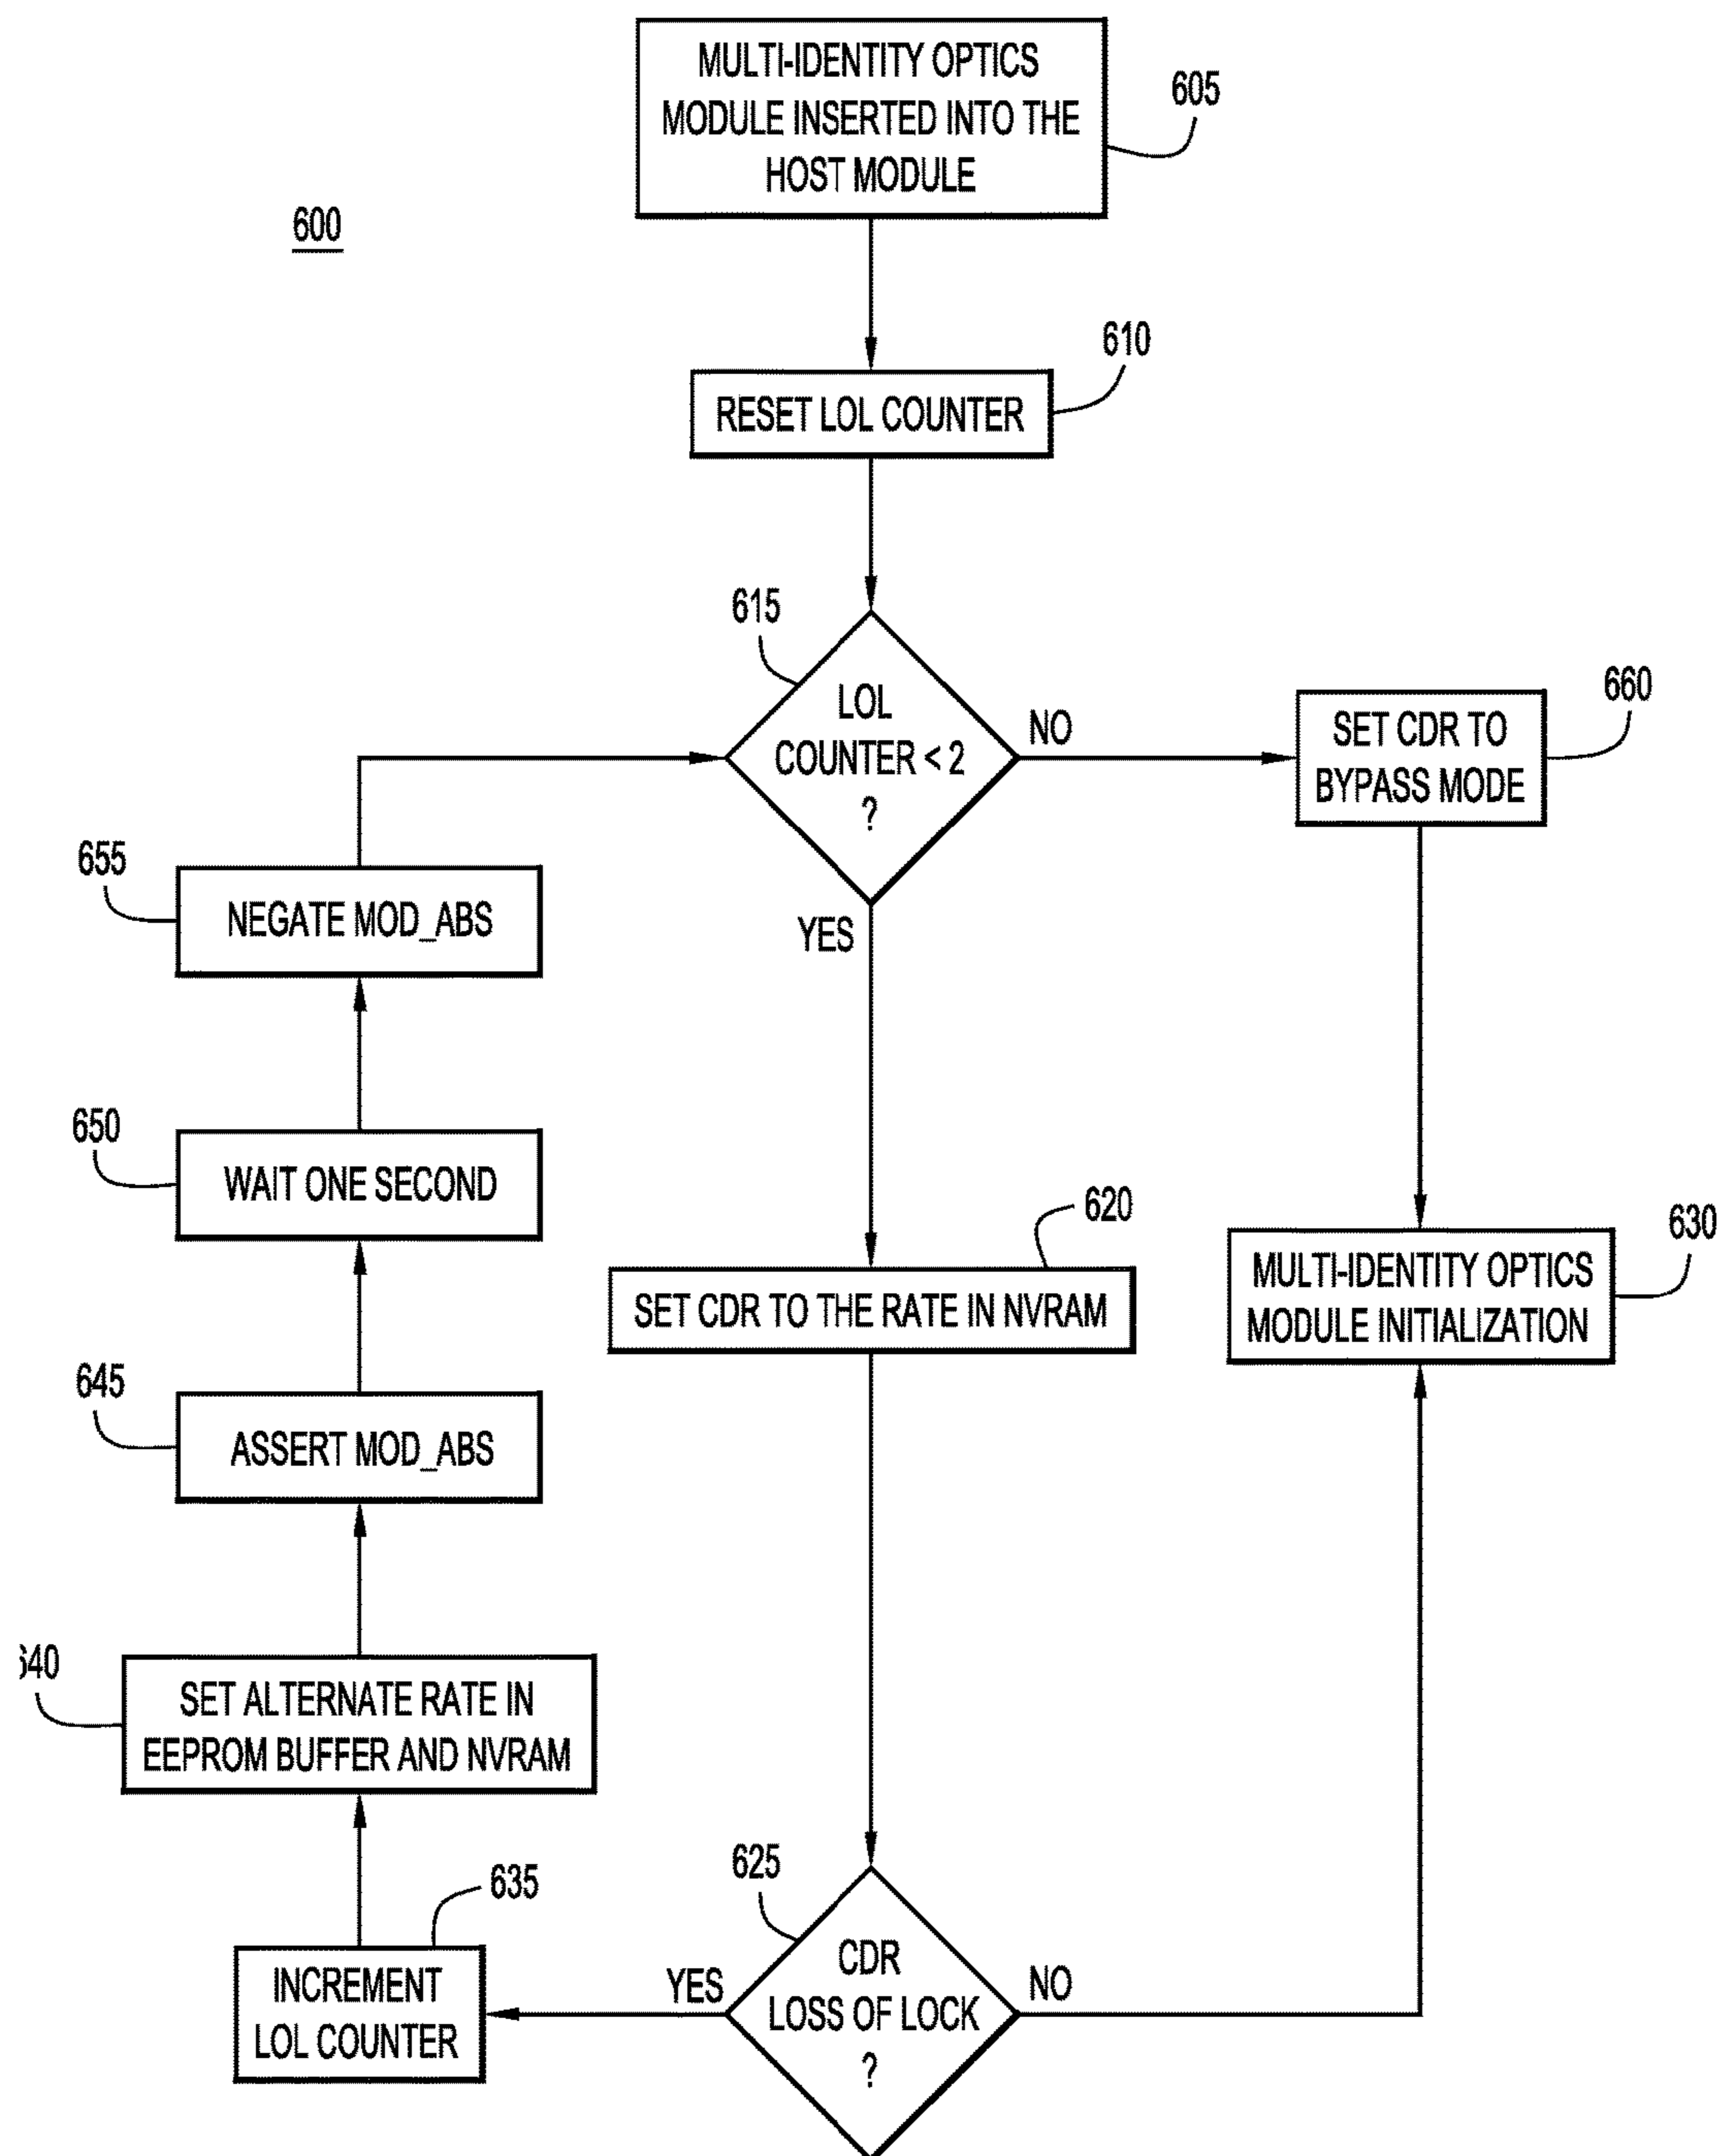 MULTI-IDENTITY OPTICS
MODULE INSERTED INTO THE
HOST MODULE
605
600
610
RESET LOL COUNTER
615
LOL
COUNTER < 2
?
NO
YES
660
SET CDR TO
BYPASS MODE
655
NEGATE MOD_ABS
650
WAIT ONE SECOND
620
SET CDR TO THE RATE IN NVRAM
630
MULTI-IDENTITY OPTICS
MODULE INITIALIZATION
645
ASSERT MOD_ABS
640
SET ALTERNATE RATE IN
EEPROM BUFFER AND NVRAM
635
INCREMENT
LOL COUNTER
625
CDR
LOSS OF LOCK
?
YES
NO